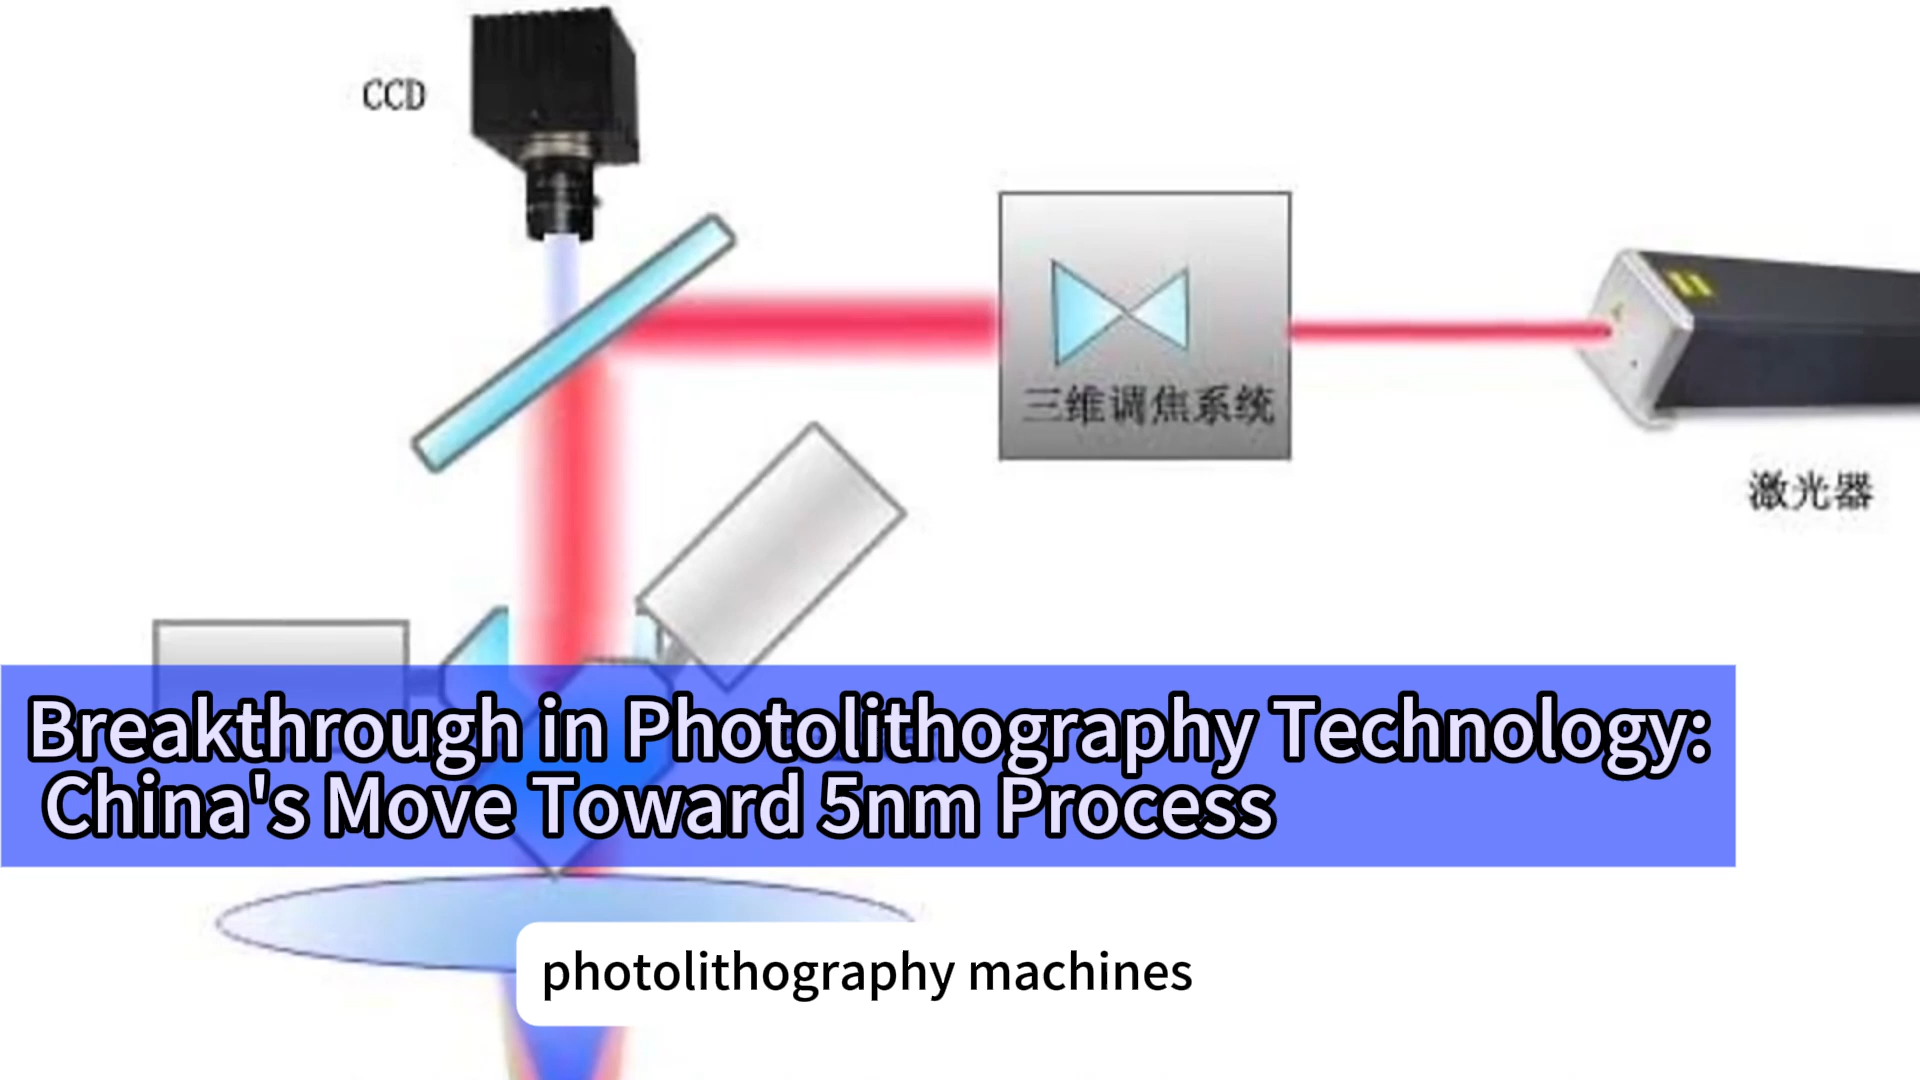 CCD
三维调焦系统
激光器
Breakthrough in Photolithography Technology:
China's Move Toward 5nm Process
photolithography machines